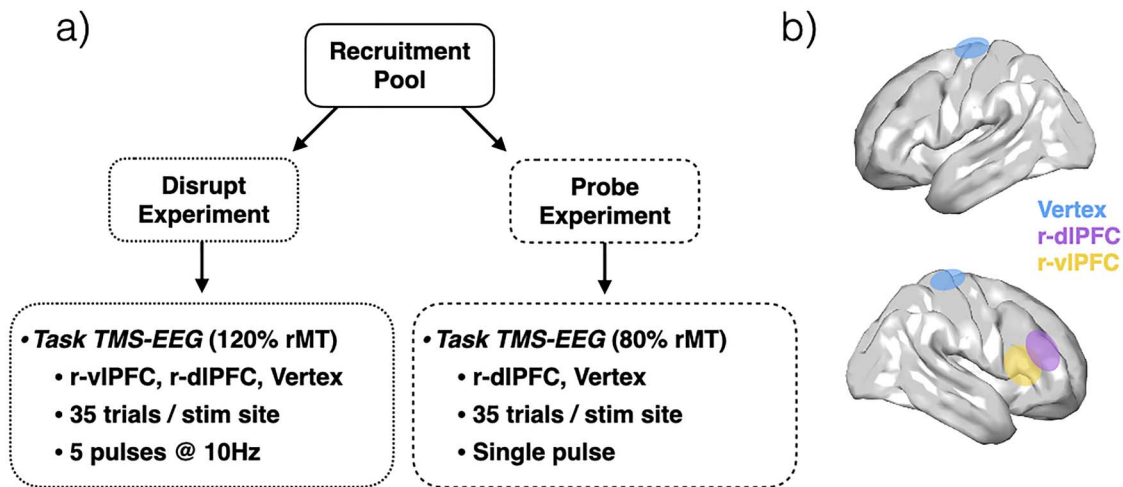 a)
Recruitment
Pool
Disrupt
Experiment
Probe
Experiment
• Task TMS-EEG (120% rMT)
• r-vlPFC, r-dlPFC, Vertex
• 35 trials / stim site
• 5 pulses @ 10Hz
• Task TMS-EEG (80% rMT)
• r-dlPFC, Vertex
• 35 trials / stim site
• Single pulse
b)
Vertex
r-dlPFC
r-vlPFC